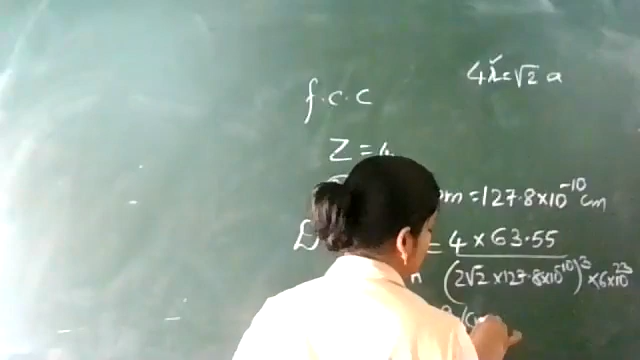 4r=√2 a
f.c.c
Z = 4
pm = 127.8×10⁻¹⁰ cm
= 4 × 63.55
(2√2 ×127.8×10⁻¹⁰)³ ×6×10²³